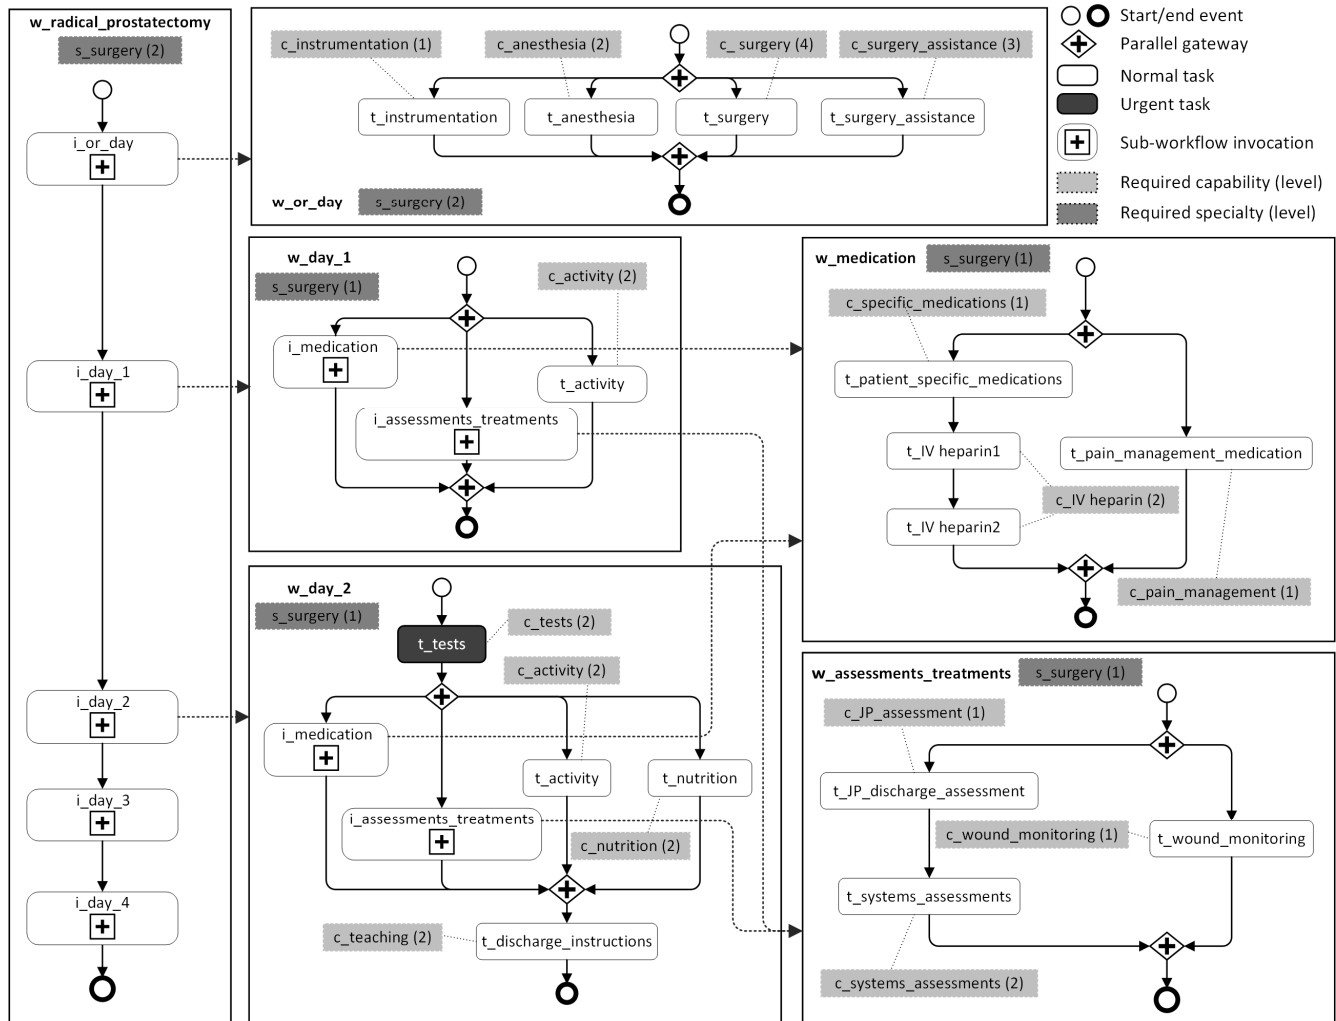 w_radical_prostatectomy
s_surgery (2)
i_or_day
i_day_1
i_day_2
i_day_3
i_day_4
c_instrumentation (1)
c_anesthesia (2)
c_ surgery (4)
c_surgery_assistance (3)
t_instrumentation
t_anesthesia
t_surgery
t_surgery_assistance
w_or_day
s_surgery (2)
Start/end event
Parallel gateway
Normal task
Urgent task
Sub-workflow invocation
Required capability (level)
Required specialty (level)
w_day_1
s_surgery (1)
c_activity (2)
i_medication
t_activity
i_assessments_treatments
w_medication
s_surgery (1)
c_specific_medications (1)
t_patient_specific_medications
t_IV heparin1
t_pain_management_medication
c_IV heparin (2)
t_IV heparin2
c_pain_management (1)
w_day_2
s_surgery (1)
c_tests (2)
t_tests
c_activity (2)
i_medication
t_activity
t_nutrition
i_assessments_treatments
c_nutrition (2)
c_teaching (2)
t_discharge_instructions
w_assessments_treatments
s_surgery (1)
c_JP_assessment (1)
t_JP_discharge_assessment
c_wound_monitoring (1)
t_wound_monitoring
t_systems_assessments
c_systems_assessments (2)